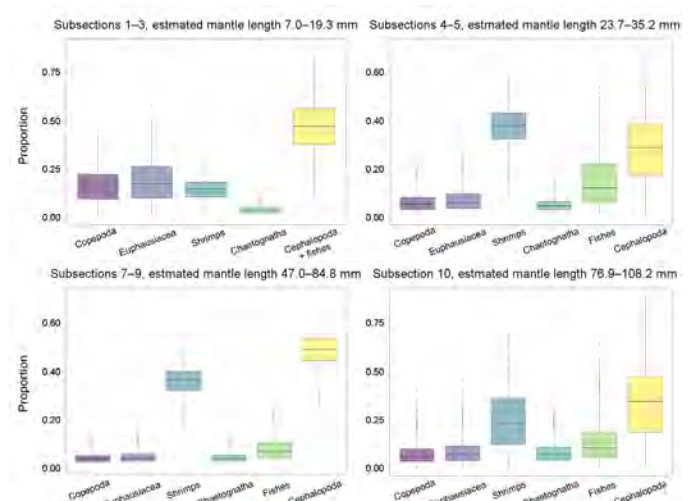 Subsections 1–3, estmated mantle length 7.0–19.3 mm
Subsections 4–5, estmated mantle length 23.7–35.2 mm
Proportion
0.75
0.50
0.25
0.00
Copepoda
Euphausiacea
Shrimps
Chaetognatha
Cephalopoda
+ fishes
0.60
0.40
0.20
0.00
Copepoda
Euphausiacea
Shrimps
Chaetognatha
Fishes
Cephalopoda
Subsections 7–9, estmated mantle length 47.0–84.8 mm
Subsection 10, estmated mantle length 76.9–108.2 mm
Proportion
0.60
0.40
0.20
0.00
Copepoda
Euphausiacea
Shrimps
Chaetognatha
Fishes
Cephalopoda
0.75
0.50
0.25
0.00
Copepoda
Euphausiacea
Shrimps
Chaetognatha
Fishes
Cephalopoda